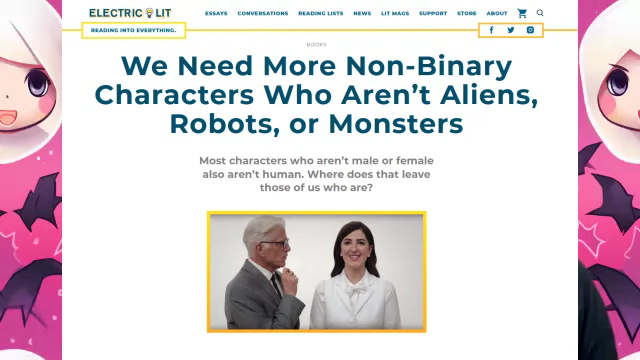 ELECTRIC LIT
ESSAYS CONVERSATIONS READING LISTS NEWS LIT MAGS SUPPORT STORE ABOUT
READING INTO EVERYTHING.
BOOKS
We Need More Non-Binary
Characters Who Aren’t Aliens,
Robots, or Monsters
Most characters who aren’t male or female
also aren’t human. Where does that leave
those of us who are?